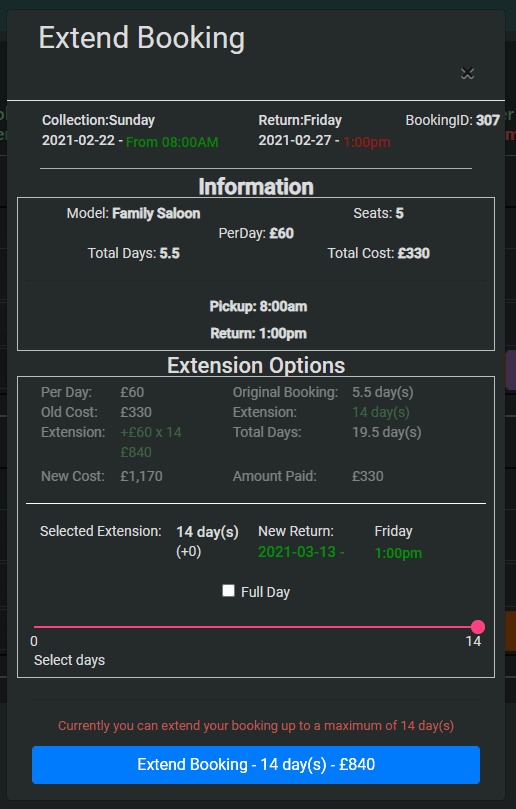 Extend Booking
Collection:Sunday Return:Friday BookingID: 307
2021-02-22 - From 08:00AM 2021-02-27 - 1:00pm
Information
Model: Family Saloon Seats: 5
PerDay: £60
Total Days: 5.5 Total Cost: £330
Pickup: 8:00am
Return: 1:00pm
Extension Options
Per Day: £60 Original Booking: 5.5 day(s)
Old Cost: £330 Extension: 14 day(s)
Extension: +£60 x 14 Total Days: 19.5 day(s)
£840
New Cost: £1,170 Amount Paid: £330
Selected Extension: 14 day(s) New Return: Friday
(+0) 2021-03-13 - 1:00pm
Full Day
0 14
Select days
Currently you can extend your booking up to a maximum of 14 day(s)
Extend Booking - 14 day(s) - £840